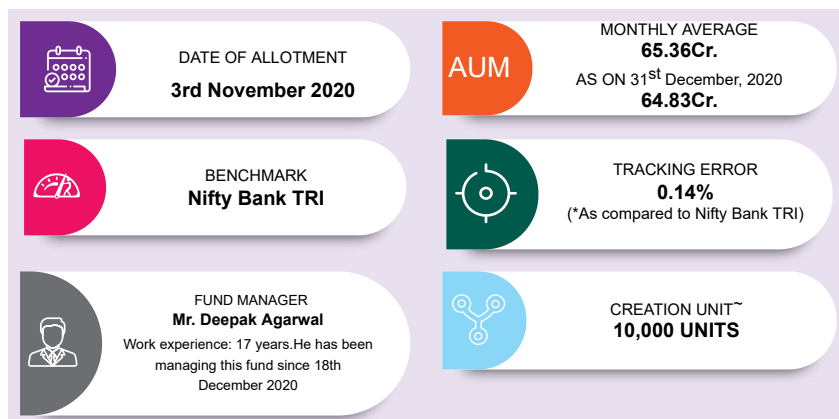 DATE OF ALLOTMENT
3rd November 2020
AUM
MONTHLY AVERAGE
65.36Cr.
AS ON 31st December, 2020
64.83Cr.
BENCHMARK
Nifty Bank TRI
TRACKING ERROR
0.14%
(*As compared to Nifty Bank TRI)
FUND MANAGER
Mr. Deepak Agarwal
Work experience: 17 years.He has been
managing this fund since 18th
December 2020
CREATION UNIT~
10,000 UNITS